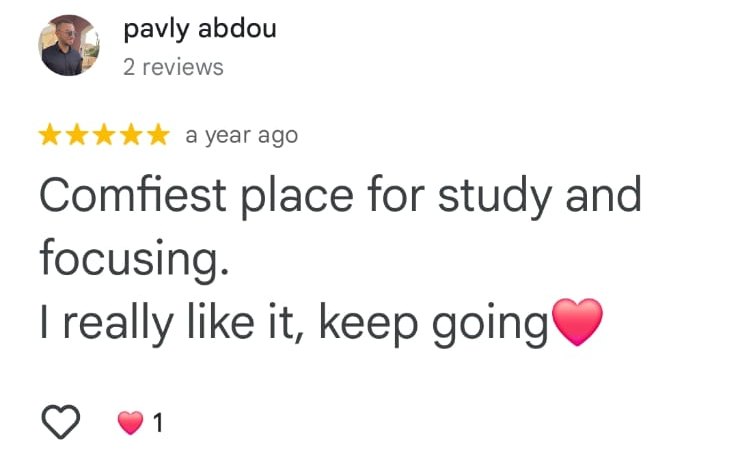 pavly abdou
2 reviews
a year ago
Comfiest place for study and
focusing.
I really like it, keep going❤️
1